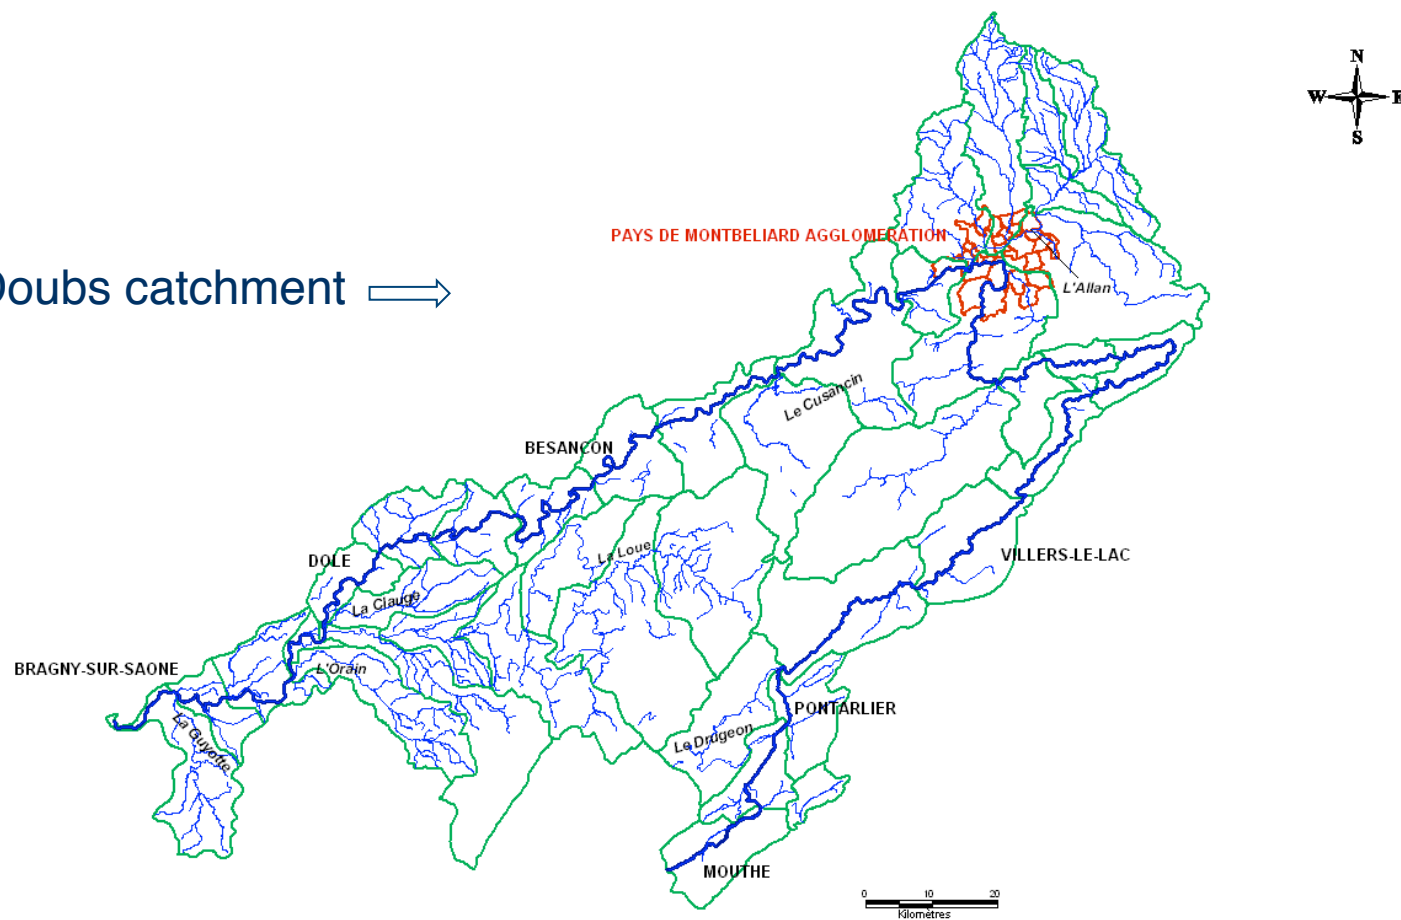 N
W E
S
PAYS DE MONTBELIARD AGGLOMERATION
Doubs catchment
L'Allan
Le Cusancin
BESANCON
La Loue
VILLERS-LE-LAC
DOLE
La Clauge
BRAGNY-SUR-SAONE
L'Orain
PONTARLIER
La Guyotte
Le Drugeon
MOUTHE
0 10 20
Kilomètres